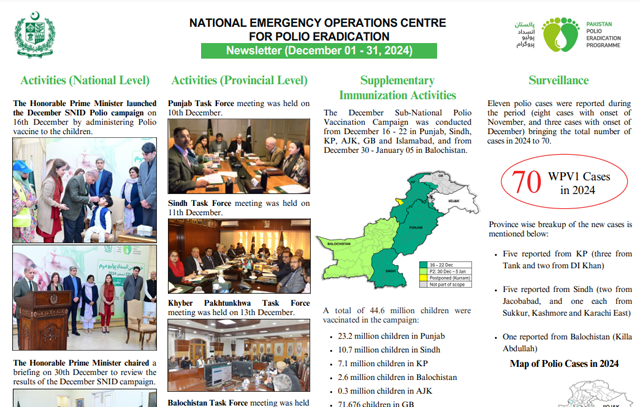 NATIONAL EMERGENCY OPERATIONS CENTRE
FOR POLIO ERADICATION
Newsletter (December 01 - 31, 2024)
پاکستان
انسداد
پولیو
پروگرام
PAKISTAN
POLIO
ERADICATION
PROGRAMME
Activities (National Level)
The Honorable Prime Minister launched
the December SNID Polio campaign on
16th December by administering Polio
vaccine to the children.
The Honorable Prime Minister chaired a
briefing on 30th December to review the
results of the December SNID campaign.
Activities (Provincial Level)
Punjab Task Force meeting was held on
10th December.
Sindh Task Force meeting was held on
11th December.
Khyber Pakhtunkhwa Task Force
meeting was held on 13th December.
Balochistan Task Force meeting was held
Supplementary
Immunization Activities
The December Sub-National Polio
Vaccination Campaign was conducted
from December 16 - 22 in Punjab, Sindh,
KP, AJK, GB and Islamabad, and from
December 30 - January 05 in Balochistan.
GB
IIOJAK
PUNJAB
BALOCHISTAN
SINDH
16 - 22 Dec
P2; 30 Dec – 5 Jan
Postponed (Kurram)
Not part of scope
A total of 44.6 million children were
vaccinated in the campaign:
• 23.2 million children in Punjab
• 10.7 million children in Sindh
• 7.1 million children in KP
• 2.6 million children in Balochistan
• 0.3 million children in AJK
• 71,676 children in GB
Surveillance
Eleven polio cases were reported during
the period (eight cases with onset of
November, and three cases with onset of
December) bringing the total number of
cases in 2024 to 70.
70 WPV1 Cases
in 2024
Province wise breakup of the new cases is
mentioned below:
• Five reported from KP (three from
Tank and two from DI Khan)
• Five reported from Sindh (two from
Jacobabad, and one each from
Sukkur, Kashmore and Karachi East)
• One reported from Balochistan (Killa
Abdullah)
Map of Polio Cases in 2024